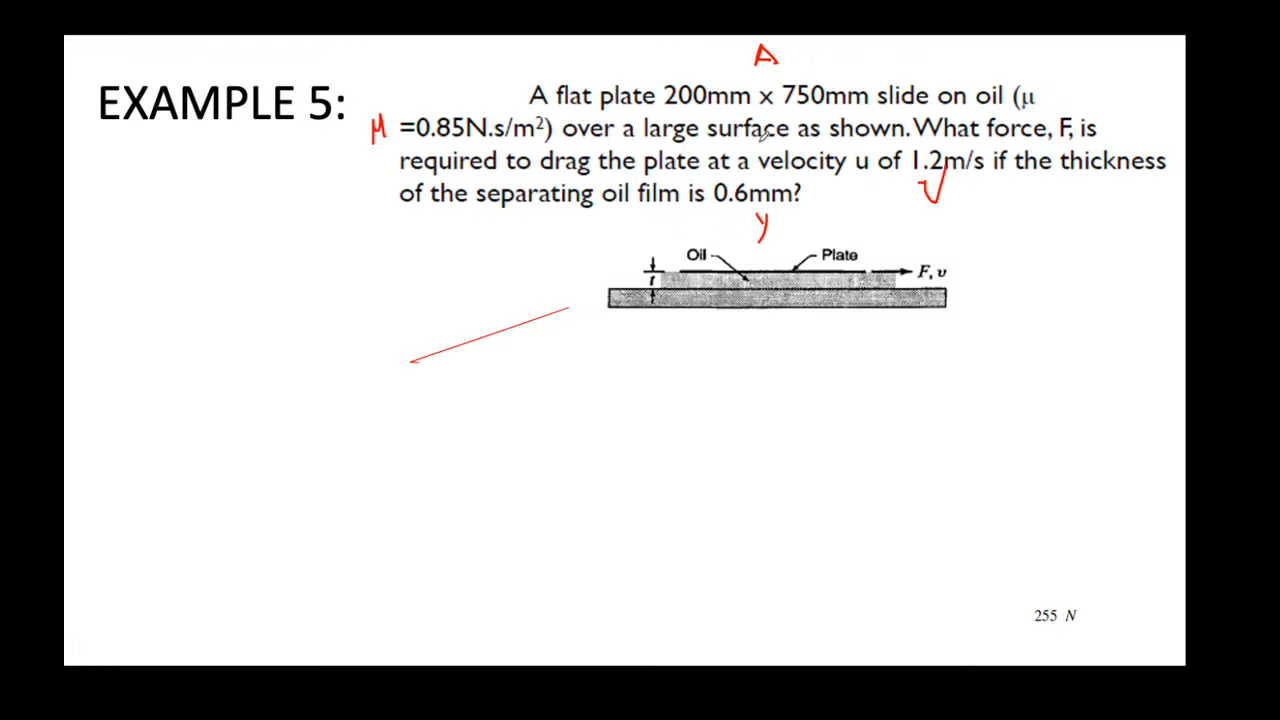 A
EXAMPLE 5:
A flat plate 200mm x 750mm slide on oil (μ
μ =0.85N.s/m²) over a large surface as shown. What force, F, is
required to drag the plate at a velocity u of 1.2m/s if the thickness
of the separating oil film is 0.6mm?
y
Oil Plate
t F, v
255 N